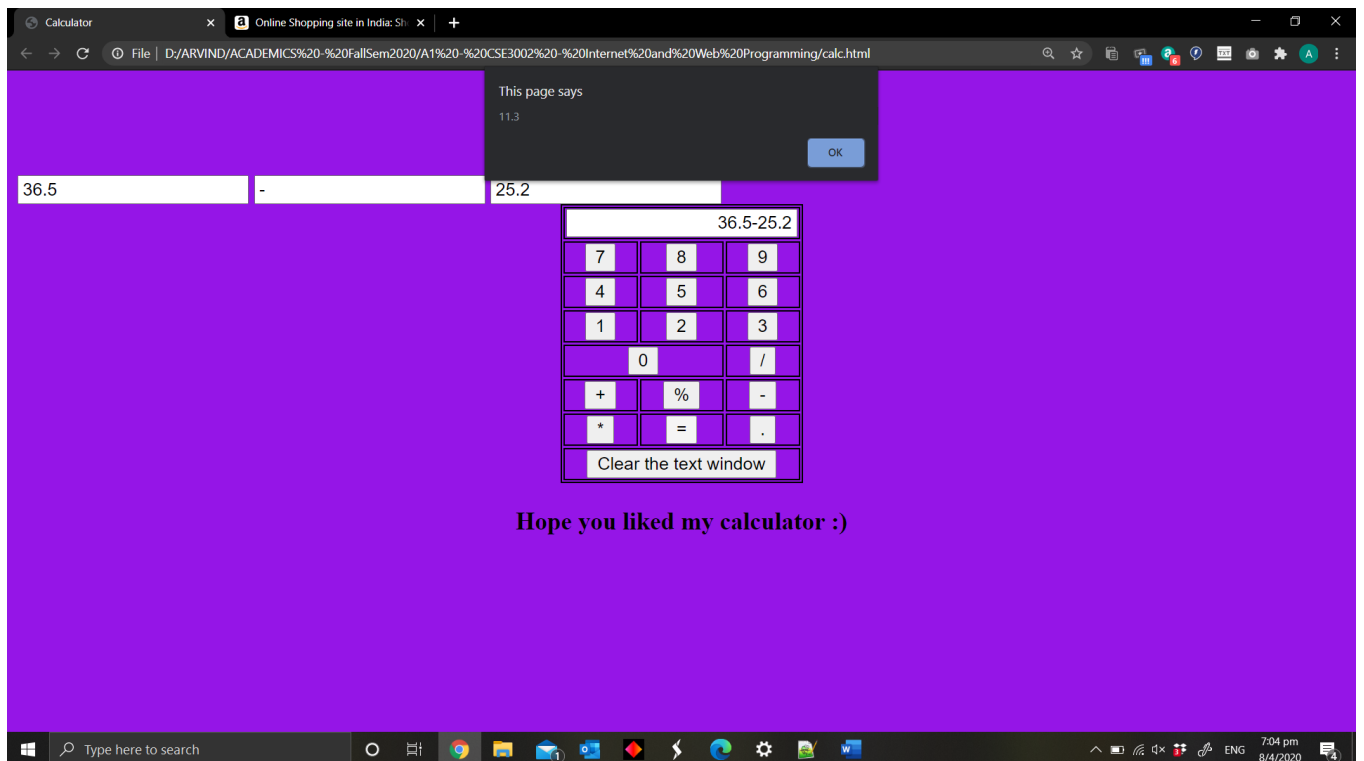 Calculator
Online Shopping site in India: Sh
File | D:/ARVIND/ACADEMICS%20-%20FallSem2020/A1%20-%20CSE3002%20-%20Internet%20and%20Web%20Programming/calc.html
This page says
11.3
OK
36.5 - 25.2
36.5-25.2
7 8 9
4 5 6
1 2 3
0 /
+ % -
* = .
Clear the text window
Hope you liked my calculator :)
Type here to search
ENG
7:04 pm
8/4/2020